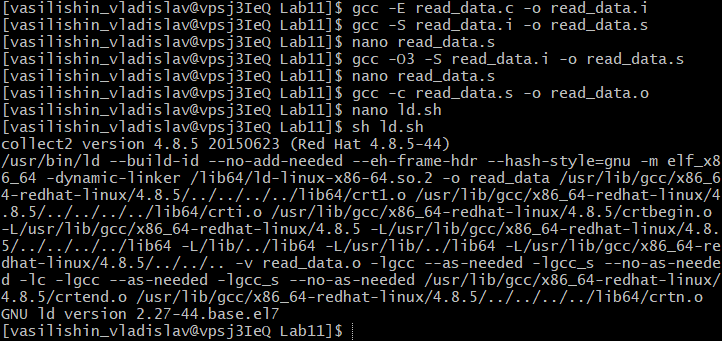 [vasilishin_vladislav@vpsj3IeQ Lab11]$ gcc -E read_data.c -o read_data.i
[vasilishin_vladislav@vpsj3IeQ Lab11]$ gcc -S read_data.i -o read_data.s
[vasilishin_vladislav@vpsj3IeQ Lab11]$ nano read_data.s
[vasilishin_vladislav@vpsj3IeQ Lab11]$ gcc -O3 -S read_data.i -o read_data.s
[vasilishin_vladislav@vpsj3IeQ Lab11]$ nano read_data.s
[vasilishin_vladislav@vpsj3IeQ Lab11]$ gcc -c read_data.s -o read_data.o
[vasilishin_vladislav@vpsj3IeQ Lab11]$ nano ld.sh
[vasilishin_vladislav@vpsj3IeQ Lab11]$ sh ld.sh
collect2 version 4.8.5 20150623 (Red Hat 4.8.5-44)
/usr/bin/ld --build-id --no-add-needed --eh-frame-hdr --hash-style=gnu -m elf_x8
6_64 -dynamic-linker /lib64/ld-linux-x86-64.so.2 -o read_data /usr/lib/gcc/x86_6
4-redhat-linux/4.8.5/../../../../lib64/crt1.o /usr/lib/gcc/x86_64-redhat-linux/4
.8.5/../../../../lib64/crti.o /usr/lib/gcc/x86_64-redhat-linux/4.8.5/crtbegin.o
-L/usr/lib/gcc/x86_64-redhat-linux/4.8.5 -L/usr/lib/gcc/x86_64-redhat-linux/4.8.
5/../../../../lib64 -L/lib/../lib64 -L/usr/lib/../lib64 -L/usr/lib/gcc/x86_64-re
dhat-linux/4.8.5/../../.. -v read_data.o -lgcc --as-needed -lgcc_s --no-as-neede
d -lc -lgcc --as-needed -lgcc_s --no-as-needed /usr/lib/gcc/x86_64-redhat-linux/
4.8.5/crtend.o /usr/lib/gcc/x86_64-redhat-linux/4.8.5/../../../../lib64/crtn.o
GNU ld version 2.27-44.base.el7
[vasilishin_vladislav@vpsj3IeQ Lab11]$